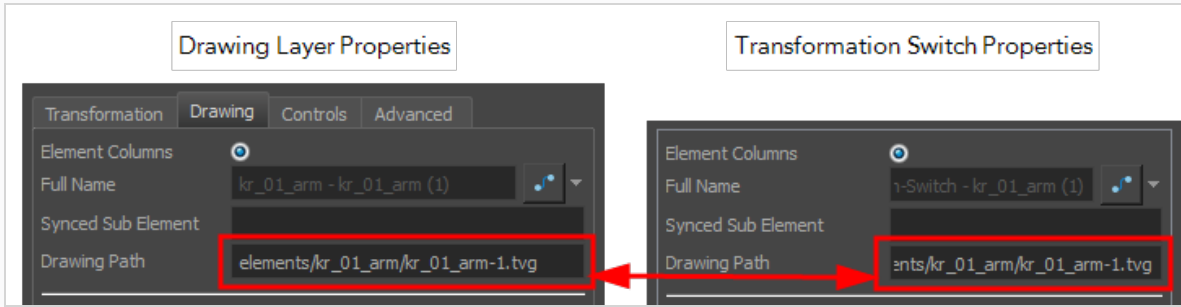 Drawing Layer Properties
Transformation Drawing Controls Advanced
Element Columns
Full Name kr_01_arm - kr_01_arm (1)
Synced Sub Element
Drawing Path elements/kr_01_arm/kr_01_arm-1.tvg
Transformation Switch Properties
Element Columns
Full Name n-Switch - kr_01_arm (1)
Synced Sub Element
Drawing Path ents/kr_01_arm/kr_01_arm-1.tvg